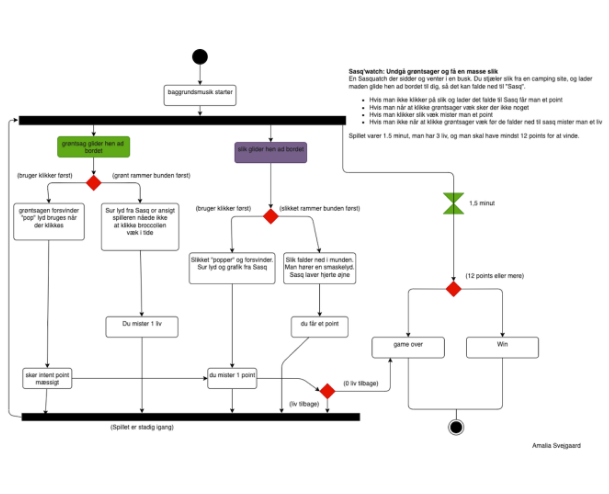 Sasq'watch: Undgå grøntsager og få en masse slik
En Sasquatch der sidder og venter i en busk. Du stjæler slik fra en camping site, og lader
maden glide hen ad bordet til dig, så det kan falde ned til "Sasq".
Hvis man ikke klikker på slik og lader det falde til Sasq får man et point
Hvis man når at klikke grøntsager væk sker der ikke noget
Hvis man klikker slik væk mister man et point
Hvis man ikke når at klikke grøntsager væk før de falder ned til sasq mister man et liv
Spillet varer 1.5 minut, man har 3 liv, og man skal have mindst 12 points for at vinde.
baggrundsmusik starter
grøntsag glider hen ad
bordet
slik glider hen ad bordet
(bruger klikker først)
(grønt rammer bunden først)
grøntsagen forsvinder
"pop" lyd bruges når
der klikkes
Sur lyd fra Sasq or ansigt
spilleren nåede ikke
at klikke broccolien
væk i tide
(bruger klikker først)
(slikket rammer bunden først)
1,5 minut
Slikket "popper" og forsvinder.
Sur lyd og grafik fra Sasq
Slik falder ned i munden.
Man hører en smaskelyd.
Sasq laver hjerte øjne
(12 points eller mere)
Du mister 1 liv
du får et point
game over
Win
sker intent point
mæssigt
du mister 1 point
(0 liv tilbage)
(liv tilbage)
(Spillet er stadig igang)
Amalia Svejgaard